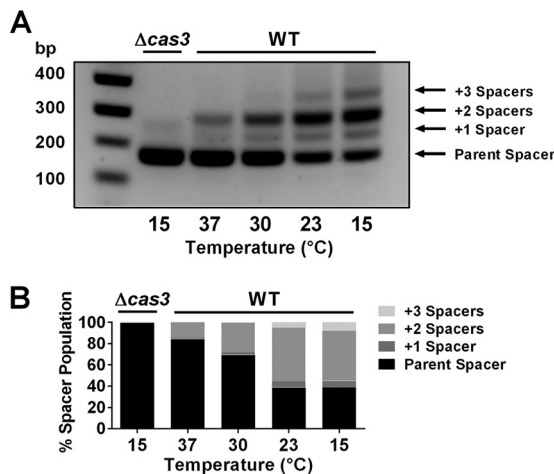 A
Δcas3 WT
bp
400
300
200
100
+3 Spacers
+2 Spacers
+1 Spacer
Parent Spacer
15 37 30 23 15
Temperature (°C)
B
Δcas3 WT
% Spacer Population
100
80
60
40
20
0
+3 Spacers
+2 Spacers
+1 Spacer
Parent Spacer
15 37 30 23 15
Temperature (°C)